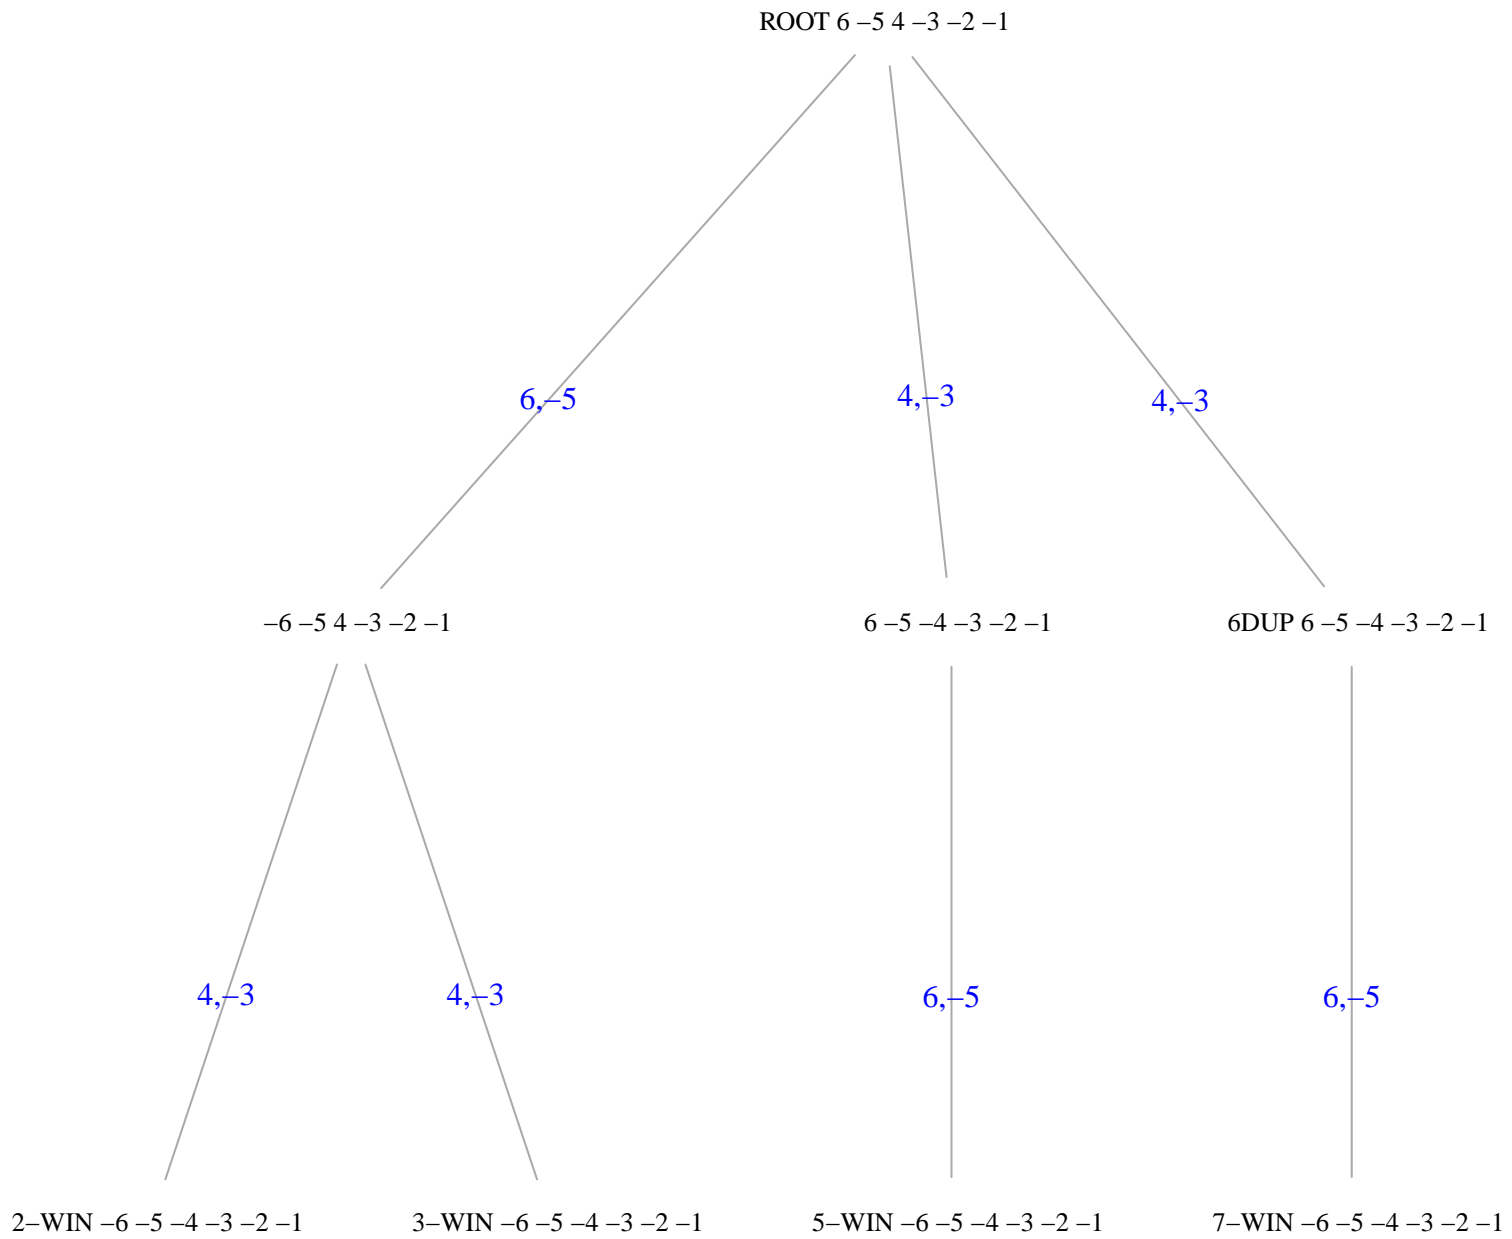 ROOT 6 –5 4 –3 –2 –1
6,–5
4,–3
4,–3
–6 –5 4 –3 –2 –1
6 –5 –4 –3 –2 –1
6DUP 6 –5 –4 –3 –2 –1
4,–3
4,–3
6,–5
6,–5
2–WIN –6 –5 –4 –3 –2 –1
3–WIN –6 –5 –4 –3 –2 –1
5–WIN –6 –5 –4 –3 –2 –1
7–WIN –6 –5 –4 –3 –2 –1